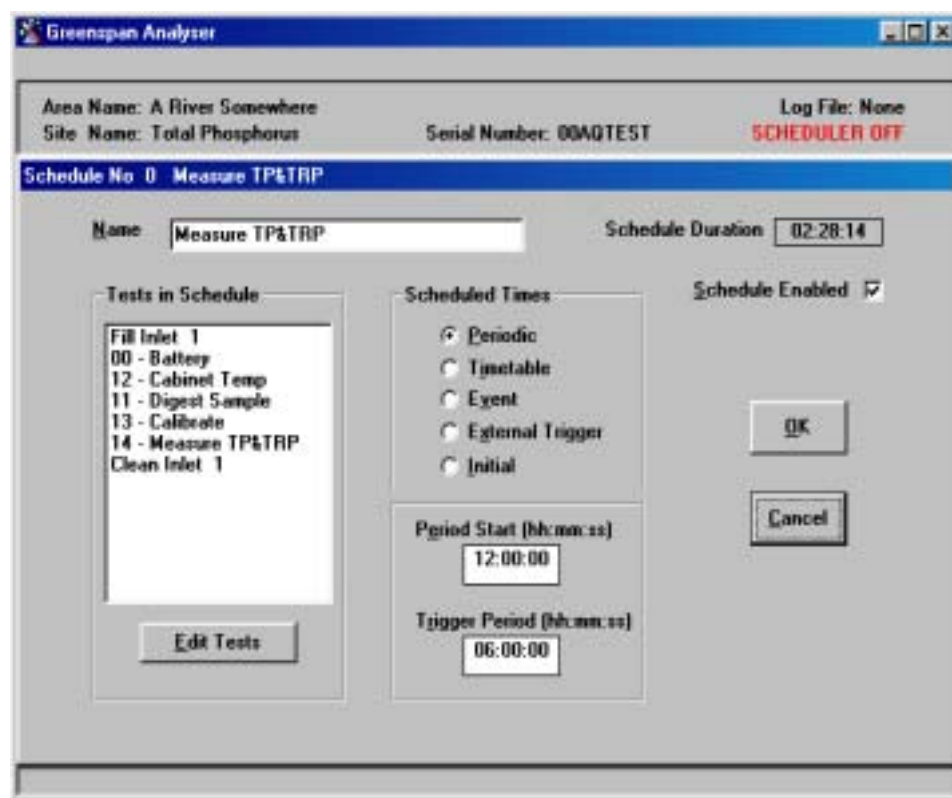 Greenspan Analyser
Area Name: A River Somewhere
Log File: None
Site Name: Total Phosphorus
Serial Number: 00AQTEST
SCHEDULER OFF
Schedule No 0 Measure TP&TRP
Name
Measure TP&TRP
Schedule Duration
02:28:14
Schedule Enabled
Tests in Schedule
Fill Inlet 1
00 - Battery
12 - Cabinet Temp
11 - Digest Sample
13 - Calibrate
14 - Measure TP&TRP
Clean Inlet 1
Edit Tests
Scheduled Times
Periodic
Timetable
Event
External Trigger
Initial
Period Start (hh:mm:ss)
12:00:00
Trigger Period (hh:mm:ss)
06:00:00
OK
Cancel